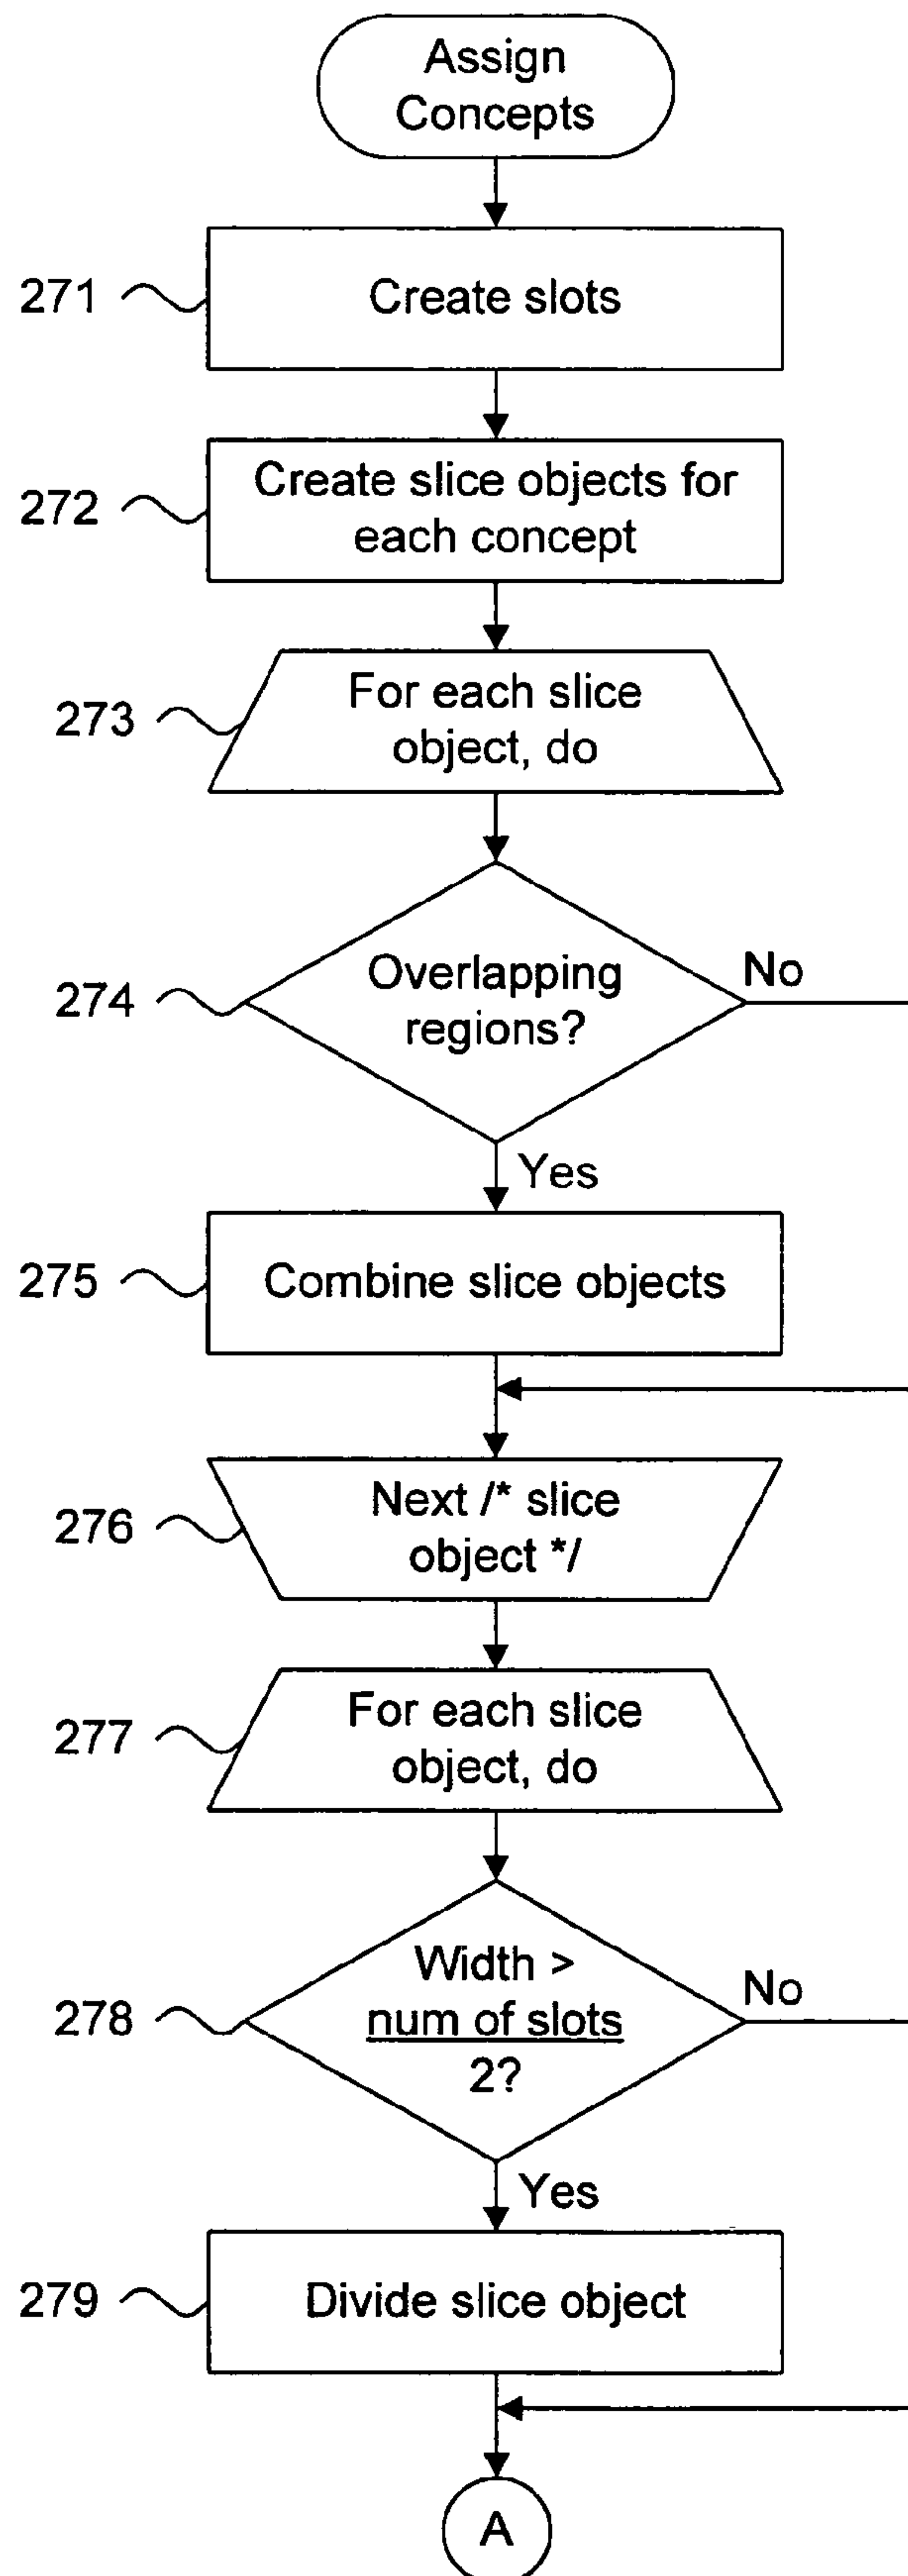 Assign
Concepts
271
Create slots
272
Create slice objects for
each concept
273
For each slice
object, do
274
Overlapping
regions?
No
Yes
275
Combine slice objects
276
Next /* slice
object */
277
For each slice
object, do
278
Width >
num of slots
2?
No
Yes
279
Divide slice object
A